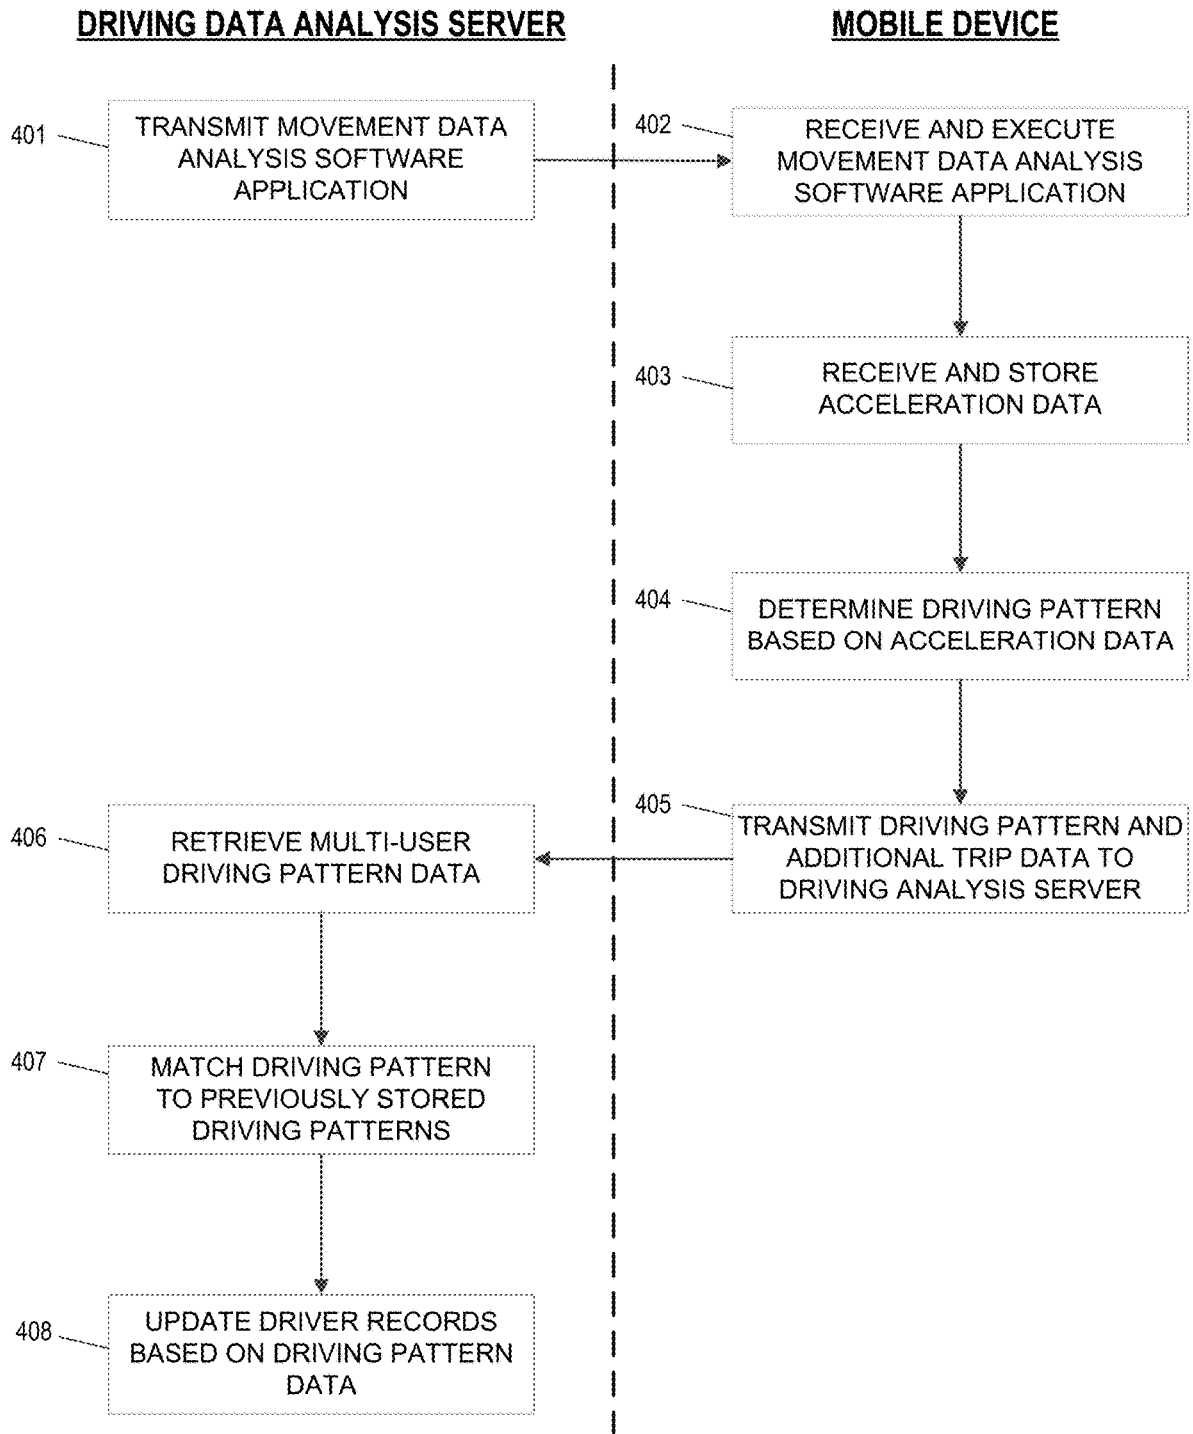 DRIVING DATA ANALYSIS SERVER
MOBILE DEVICE
401
TRANSMIT MOVEMENT DATA
ANALYSIS SOFTWARE
APPLICATION
402
RECEIVE AND EXECUTE
MOVEMENT DATA ANALYSIS
SOFTWARE APPLICATION
403
RECEIVE AND STORE
ACCELERATION DATA
404
DETERMINE DRIVING PATTERN
BASED ON ACCELERATION DATA
405
TRANSMIT DRIVING PATTERN AND
ADDITIONAL TRIP DATA TO
DRIVING ANALYSIS SERVER
406
RETRIEVE MULTI-USER
DRIVING PATTERN DATA
407
MATCH DRIVING PATTERN
TO PREVIOUSLY STORED
DRIVING PATTERNS
408
UPDATE DRIVER RECORDS
BASED ON DRIVING PATTERN
DATA